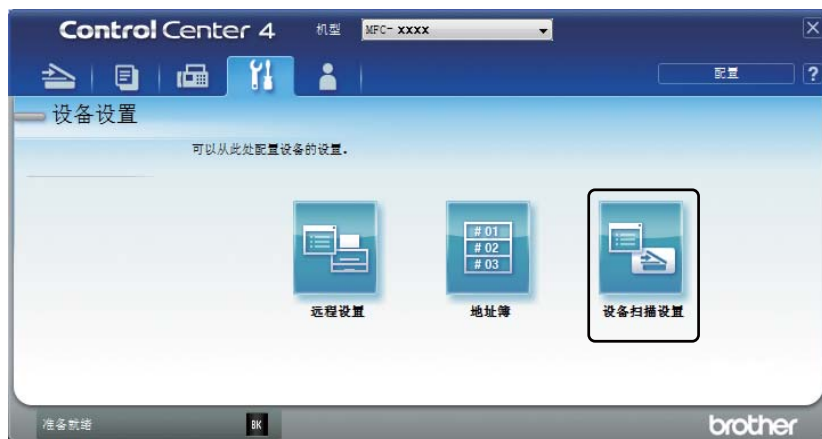 Control Center 4 机型 MFC- XXXX
配置 ?
设备设置
可以从此处配置设备的设置.
#01
#02
#03
远程设置 地址簿 设备扫描设置
准备就绪 BK brother